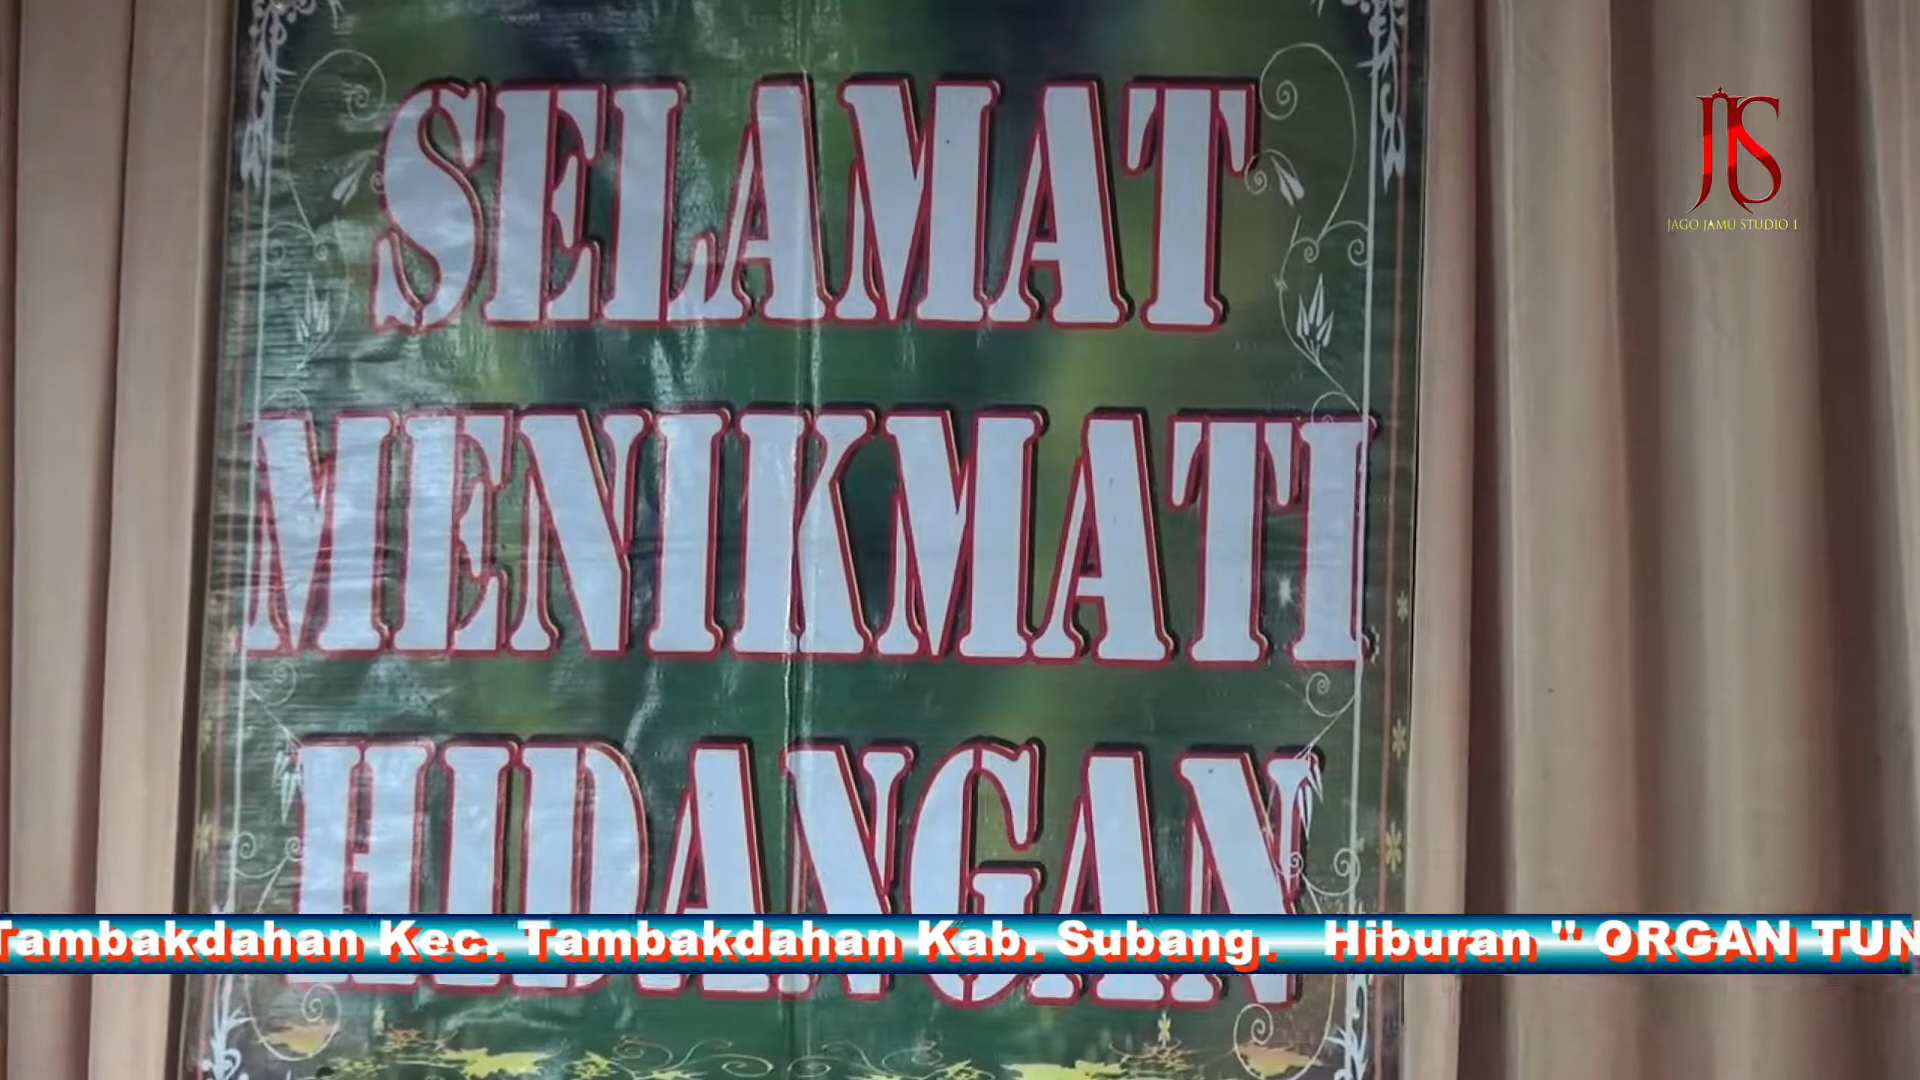 SELAMAT
MENIKMATI
HIDANGAN
JS
JAGO JAMU STUDIO 1
Tambakdahan Kec. Tambakdahan Kab. Subang. Hiburan " ORGAN TUN